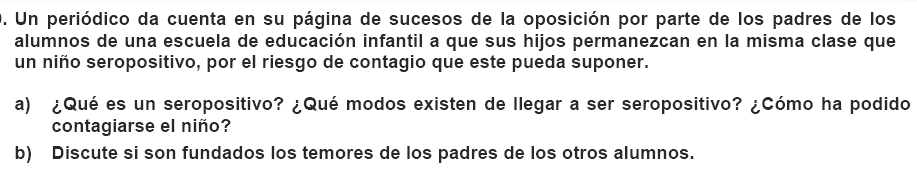 . Un periódico da cuenta en su página de sucesos de la oposición por parte de los padres de los
alumnos de una escuela de educación infantil a que sus hijos permanezcan en la misma clase que
un niño seropositivo, por el riesgo de contagio que este pueda suponer.
a) ¿Qué es un seropositivo? ¿Qué modos existen de llegar a ser seropositivo? ¿Cómo ha podido
contagiarse el niño?
b) Discute si son fundados los temores de los padres de los otros alumnos.